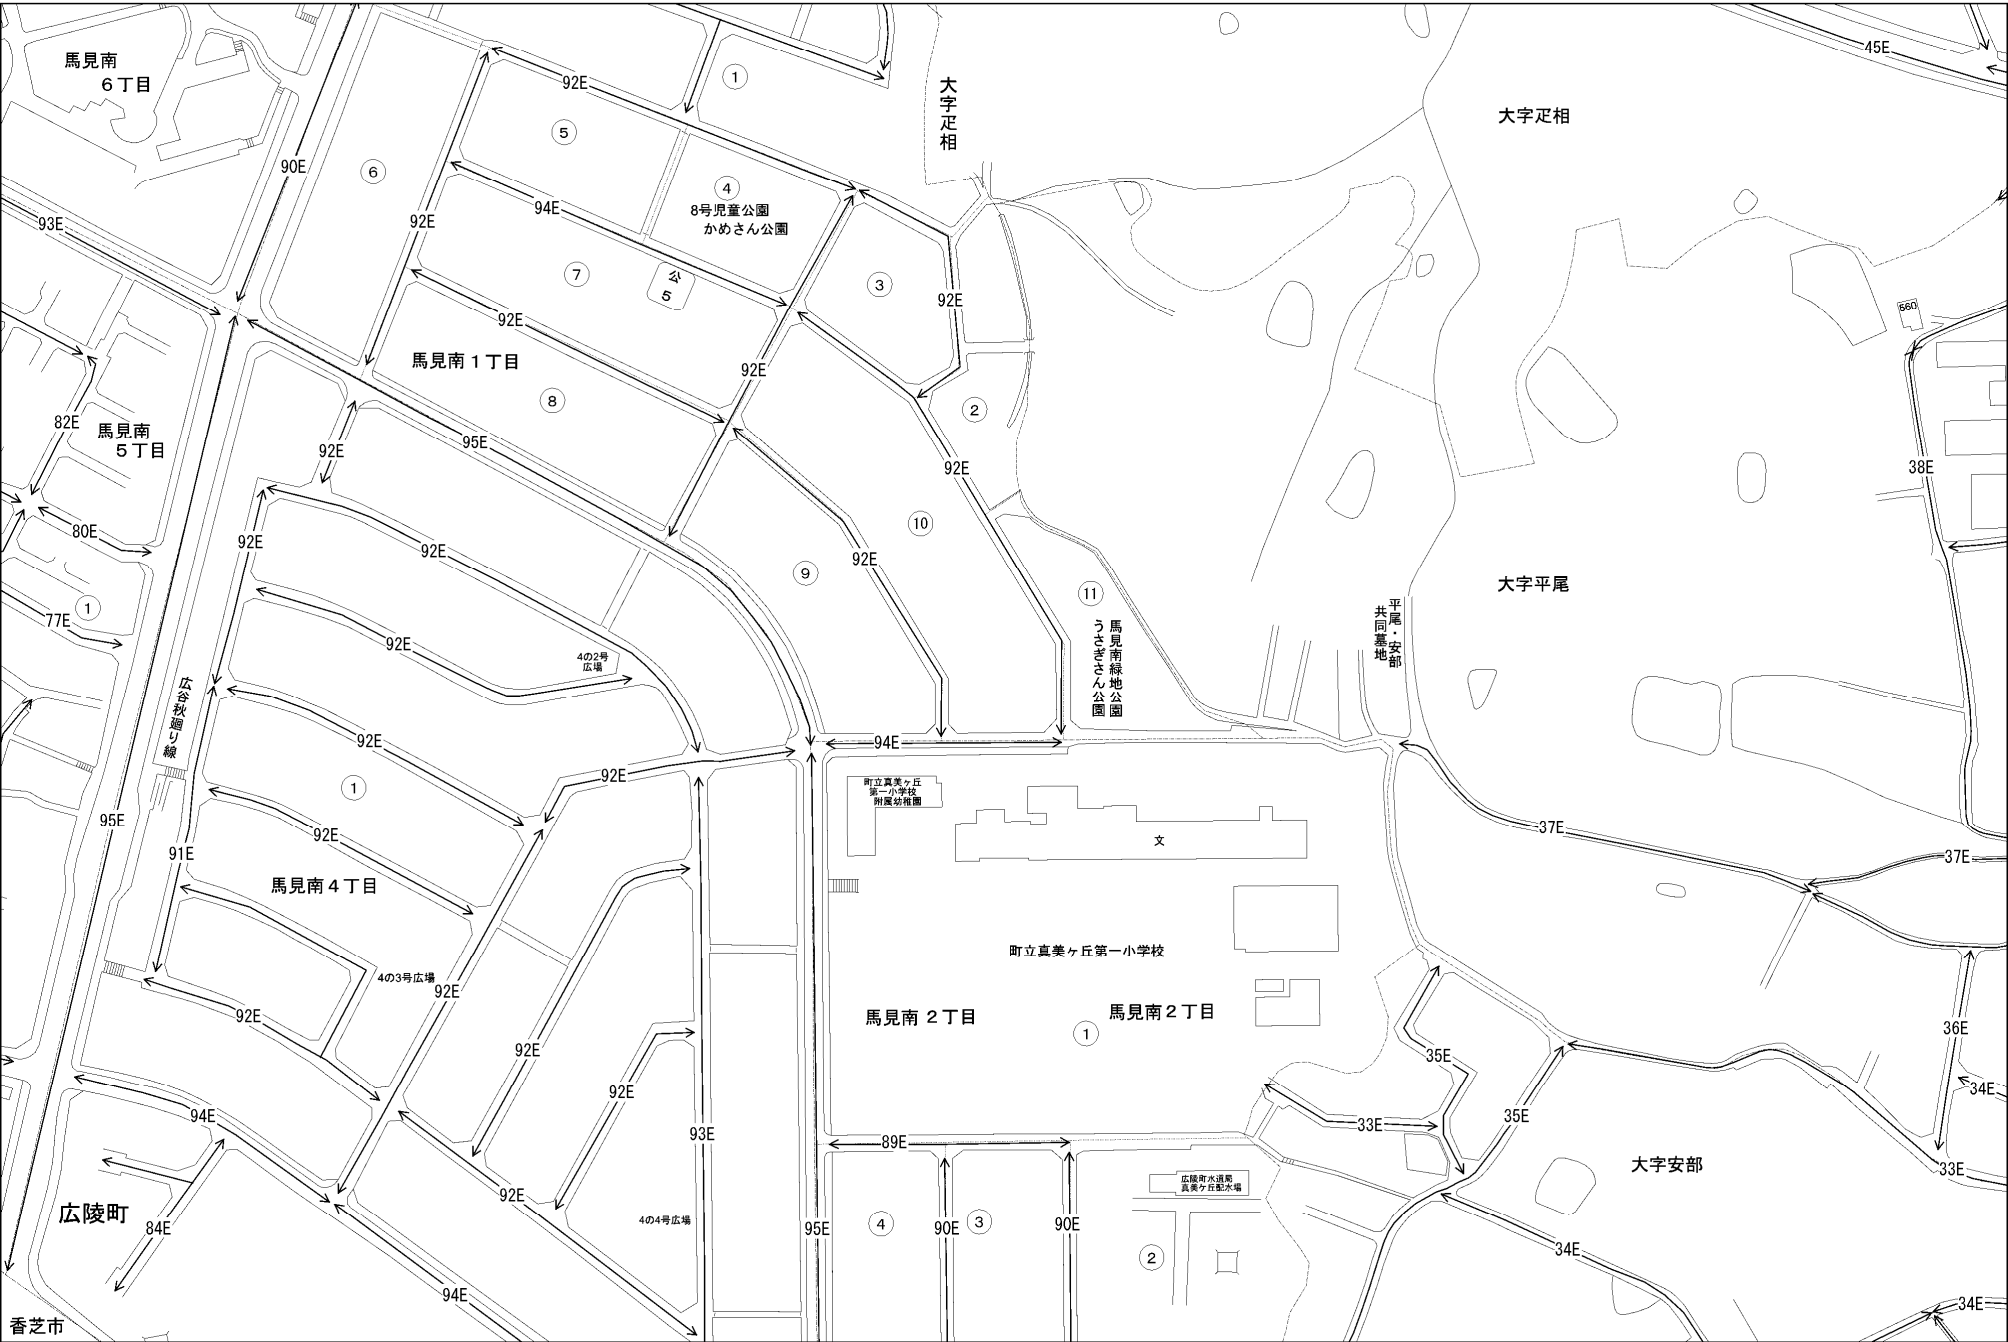 馬見南
６丁目
大字疋相
大字疋相
45E
92E
①
⑤
90E
⑥
④
8号児童公園
かめさん公園
93E
94E
92E
③
⑦
公
5
92E
560
92E
馬見南１丁目
92E
⑧
②
82E
馬見南
５丁目
95E
92E
92E
38E
80E
92E
92E
⑩
92E
⑨
大字平尾
①
77E
⑪
馬見南緑地公園
うさぎさん公園
平尾・安部
共同墓地
92E
4の2号
広場
広谷秋廻り線
92E
94E
92E
①
町立真美ヶ丘
第一小学校
附属幼稚園
95E
92E
37E
文
91E
37E
馬見南４丁目
町立真美ヶ丘第一小学校
4の3号広場
92E
92E
馬見南２丁目
馬見南２丁目
①
36E
92E
35E
92E
34E
94E
35E
93E
33E
89E
大字安部
33E
92E
広陵町水道局
真美ケ丘配水場
広陵町
84E
4の4号広場
95E
④
90E
③
90E
②
34E
94E
34E
香芝市